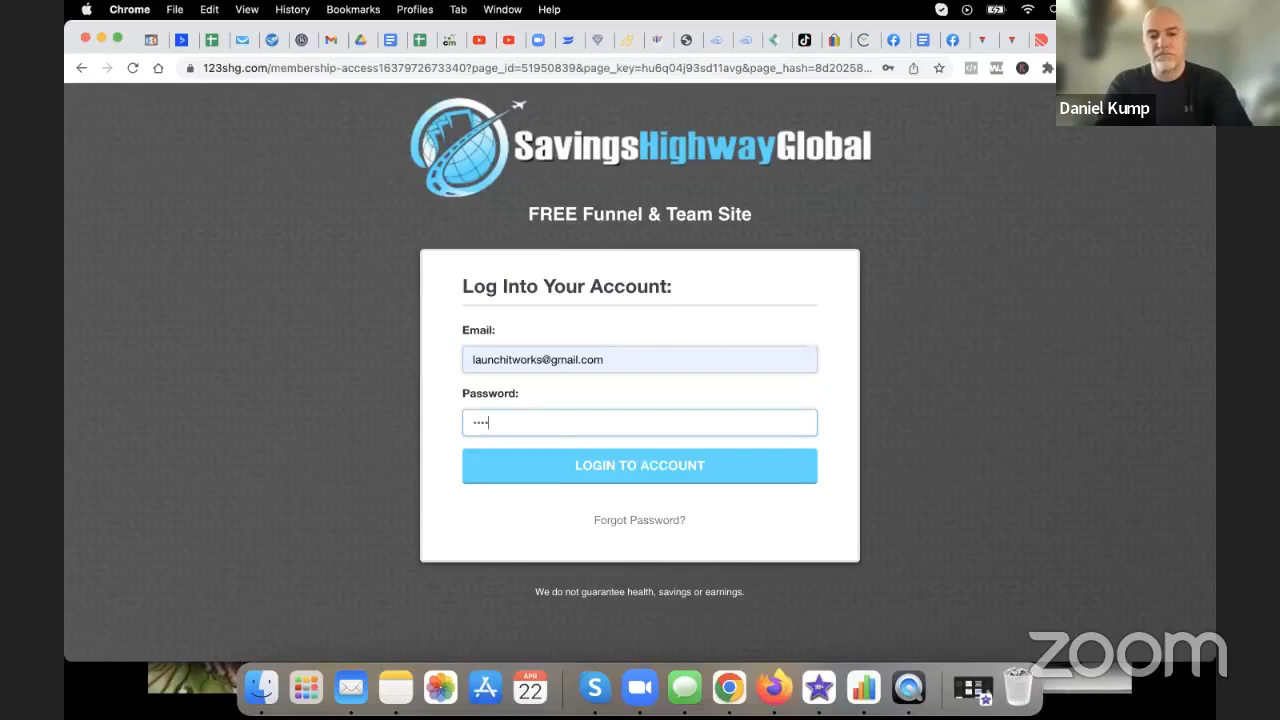 Chrome File Edit View History Bookmarks Profiles Tab Window Help
123shg.com/membership-access1637972673340?page_id=51950839&page_key=hu6q04j93sd11avg&page_hash=8d20258...
Daniel Kump
SavingsHighwayGlobal
FREE Funnel & Team Site
Log Into Your Account:
Email:
launchitworks@gmail.com
Password:
LOGIN TO ACCOUNT
Forgot Password?
We do not guarantee health, savings or earnings.
zoom
APR
22